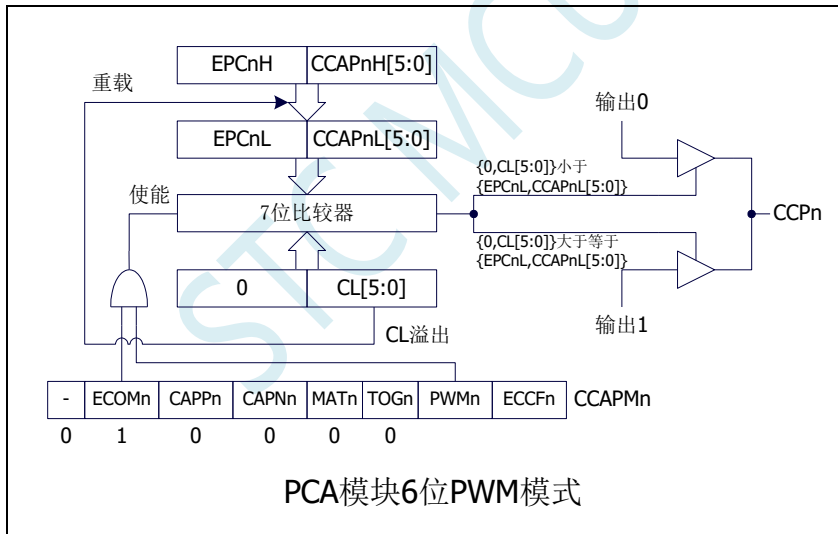 EPCnH CCAPnH[5:0]
重载
输出0
EPCnL CCAPnL[5:0]
{0,CL[5:0]}小于
{EPCnL,CCAPnL[5:0]}
使能
7位比较器
CCPn
{0,CL[5:0]}大于等于
{EPCnL,CCAPnL[5:0]}
0 CL[5:0]
输出1
CL溢出
- ECOMn CAPPn CAPNn MATn TOGn PWMn ECCFn CCAPMn
0 1 0 0 0 0
PCA模块6位PWM模式
STC MCU